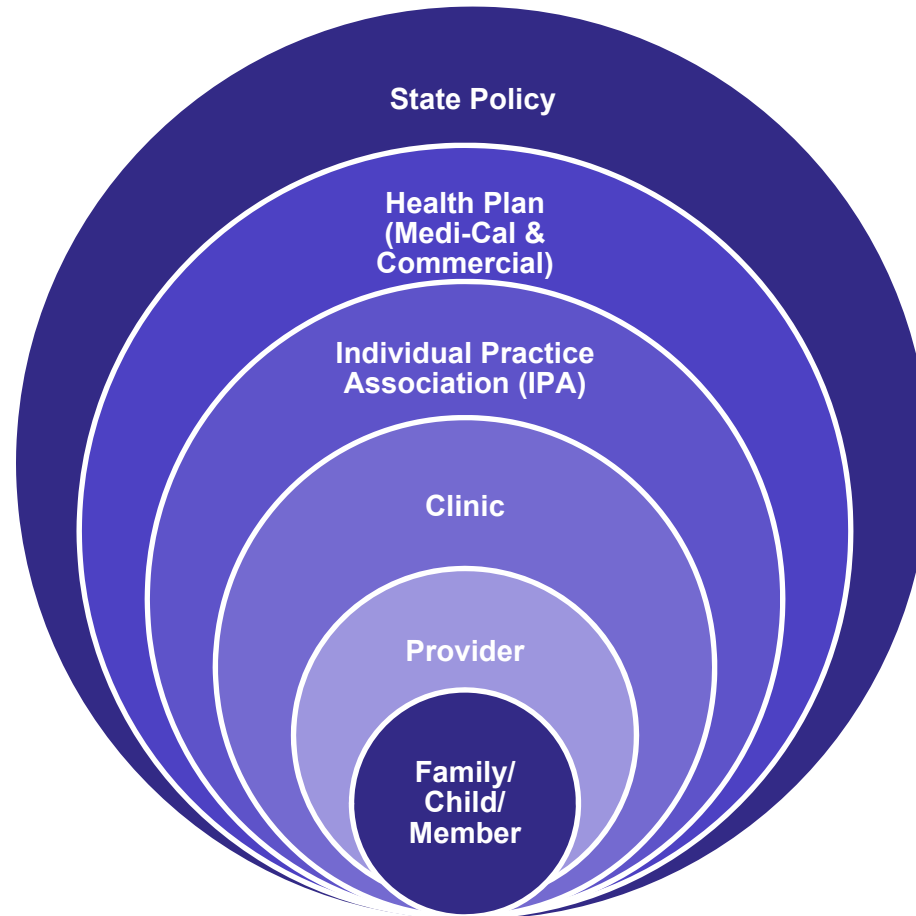 State Policy
Health Plan
(Medi-Cal &
Commercial)
Individual Practice
Association (IPA)
Clinic
Provider
Family/
Child/
Member